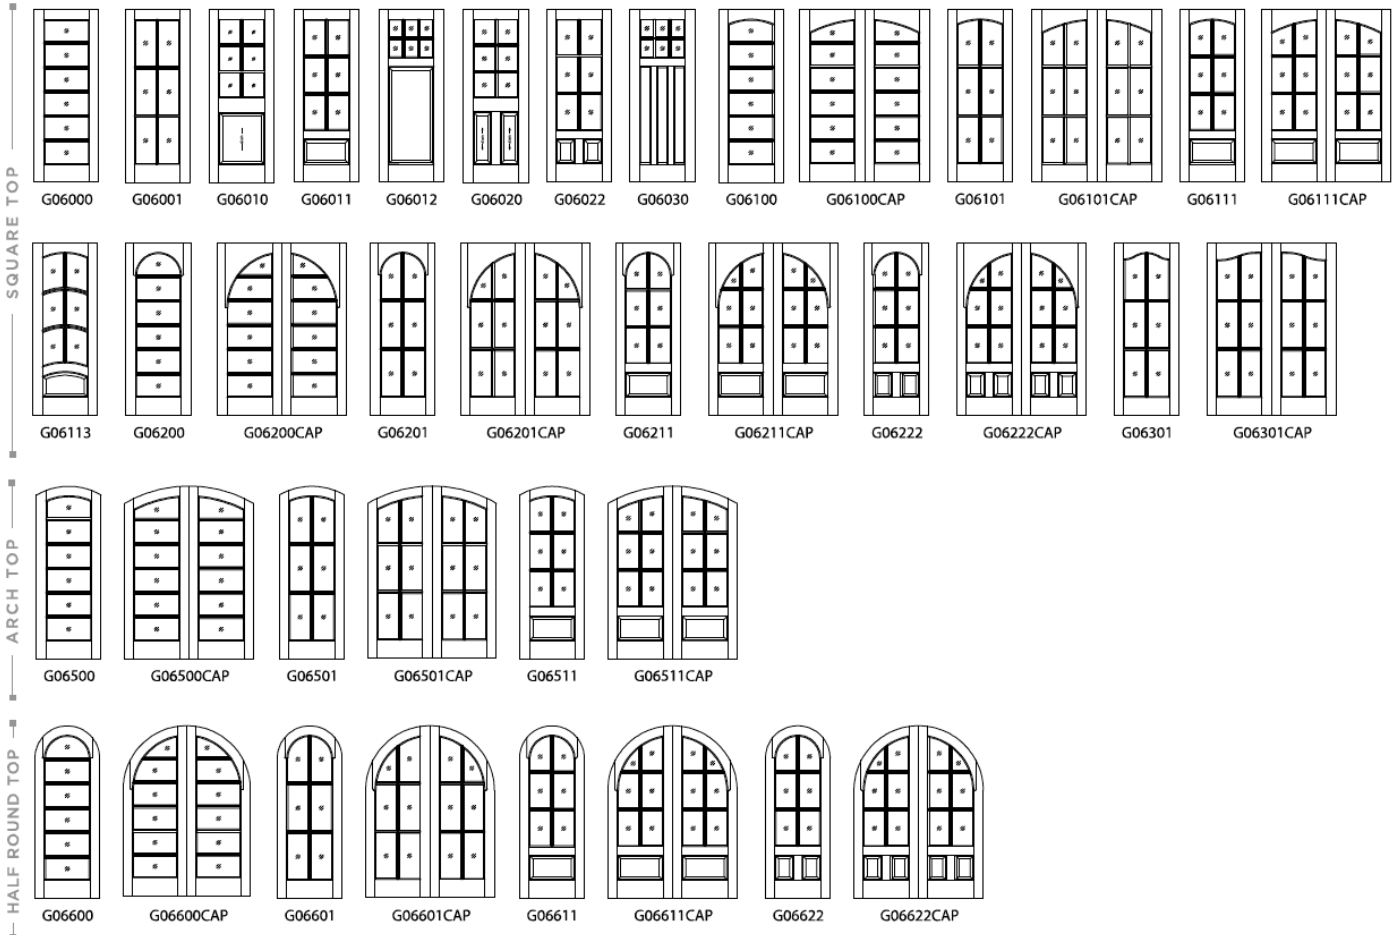 SQUARE TOP
G06000 G06001 G06010 G06011 G06012 G06020 G06022 G06030 G06100 G06100CAP G06101 G06101CAP G06111 G06111CAP
G06113 G06200 G06200CAP G06201 G06201CAP G06211 G06211CAP G06222 G06222CAP G06301 G06301CAP
ARCH TOP
G06500 G06500CAP G06501 G06501CAP G06511 G06511CAP
HALF ROUND TOP
G06600 G06600CAP G06601 G06601CAP G06611 G06611CAP G06622 G06622CAP